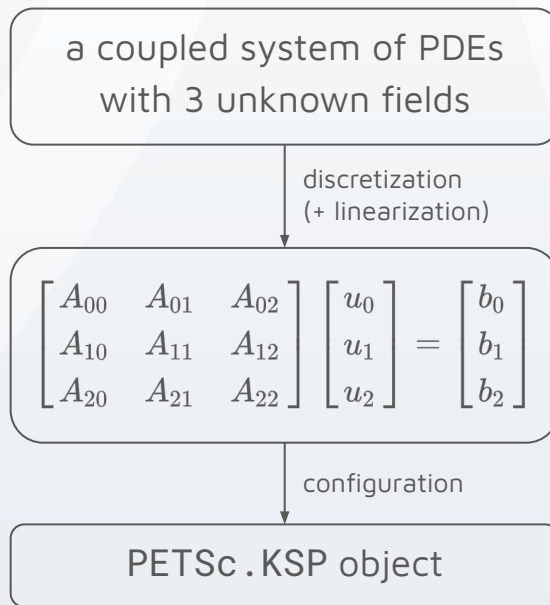 a coupled system of PDEs
with 3 unknown fields
discretization
(+ linearization)
[A₀₀ A₀₁ A₀₂] [u₀] [b₀]
[A₁₀ A₁₁ A₁₂] [u₁] = [b₁]
[A₂₀ A₂₁ A₂₂] [u₂] [b₂]
configuration
PETSc.KSP object